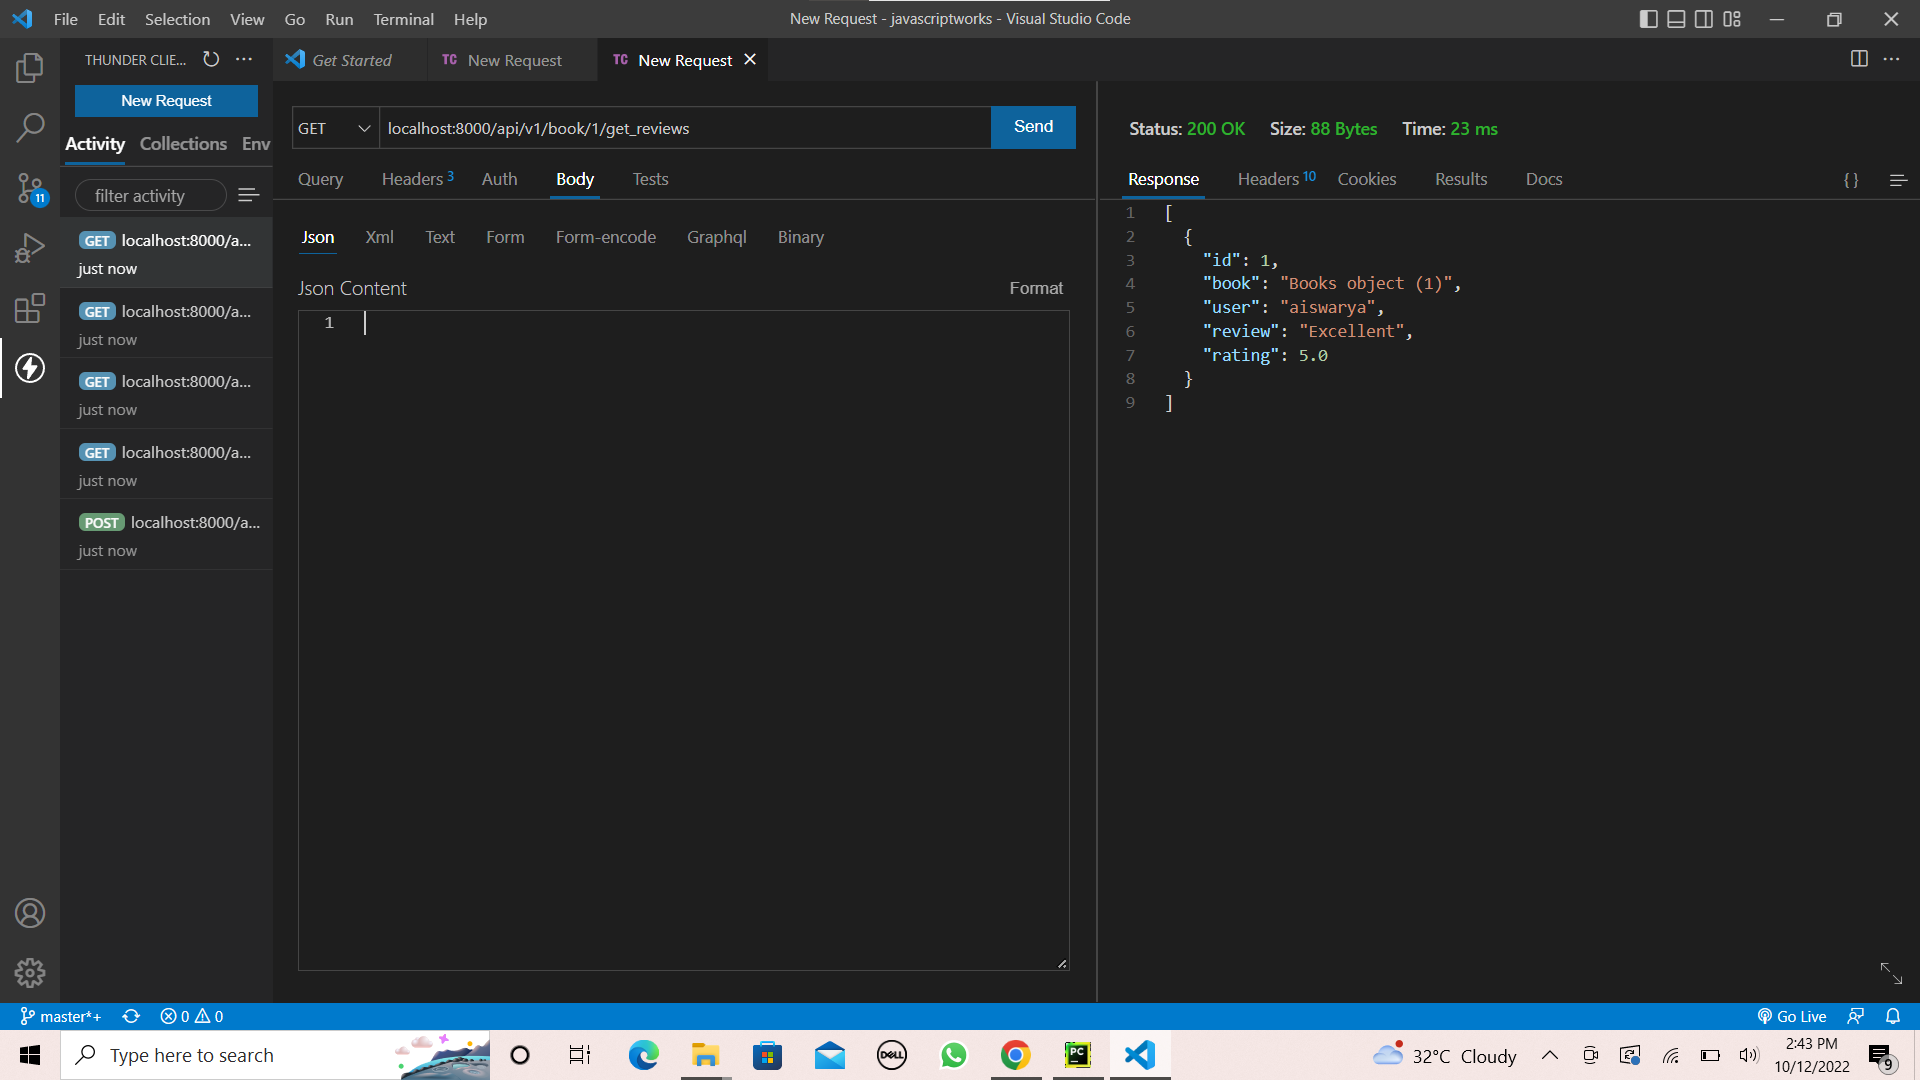 File Edit Selection View Go Run Terminal Help
New Request - javascriptworks - Visual Studio Code
THUNDER CLIE...
Get Started
TC New Request
TC New Request
New Request
Activity Collections Env
filter activity
11
GET localhost:8000/a...
just now
GET localhost:8000/a...
just now
GET localhost:8000/a...
just now
GET localhost:8000/a...
just now
POST localhost:8000/a...
just now
GET localhost:8000/api/v1/book/1/get_reviews Send
Query Headers 3 Auth Body Tests
Json Xml Text Form Form-encode Graphql Binary
Json Content Format
1
Status: 200 OK Size: 88 Bytes Time: 23 ms
Response Headers 10 Cookies Results Docs { }
1 [
2 {
3 "id": 1,
4 "book": "Books object (1)",
5 "user": "aiswarya",
6 "review": "Excellent",
7 "rating": 5.0
8 }
9 ]
master*+ 0 0 Go Live
Type here to search
DELL
PC
32°C Cloudy
2:43 PM
10/12/2022
9